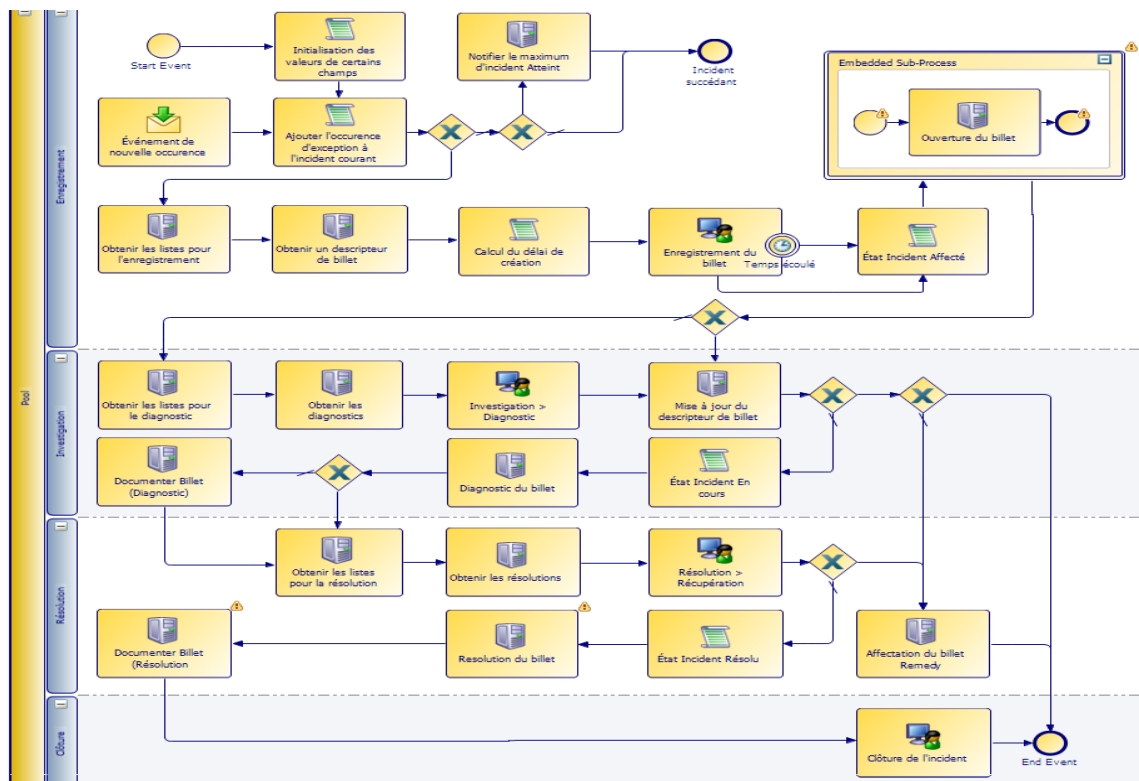 Pool
Enregistrement
Start Event
Initialisation des
valeurs de certains
champs
Notifier le maximum
d'incident Atteint
Incident
succédant
Embedded Sub-Process
Ouverture du billet
Événement de
nouvelle occurence
Ajouter l'occurence
d'exception à
l'incident courant
Obtenir les listes pour
l'enregistrement
Obtenir un descripteur
de billet
Calcul du délai de
création
Enregistrement du
billet
Temps écoulé
État Incident Affecté
Investigation
Obtenir les listes pour
le diagnostic
Obtenir les
diagnostics
Investigation >
Diagnostic
Mise à jour du
descripteur de billet
Documenter Billet
(Diagnostic)
Diagnostic du billet
État Incident En
cours
Résolution
Obtenir les listes
pour la résolution
Obtenir les résolutions
Résolution >
Récupération
Documenter Billet
(Résolution
Resolution du billet
État Incident Résolu
Affectation du billet
Remedy
Clôture
Clôture de l'incident
End Event